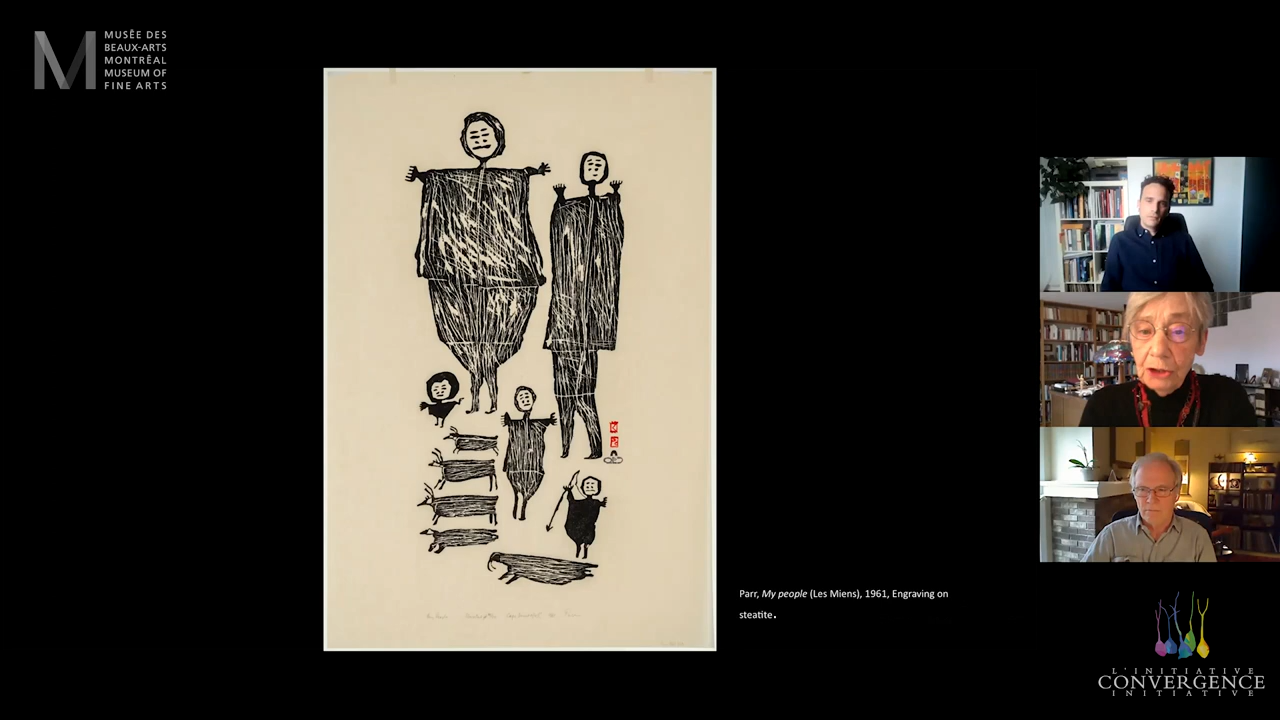 MUSÉE DES
BEAUX-ARTS
MONTRÉAL
MUSEUM OF
FINE ARTS
Parr, My people (Les Miens), 1961, Engraving on
steatite.
L'INITIATIVE
CONVERGENCE
INITIATIVE